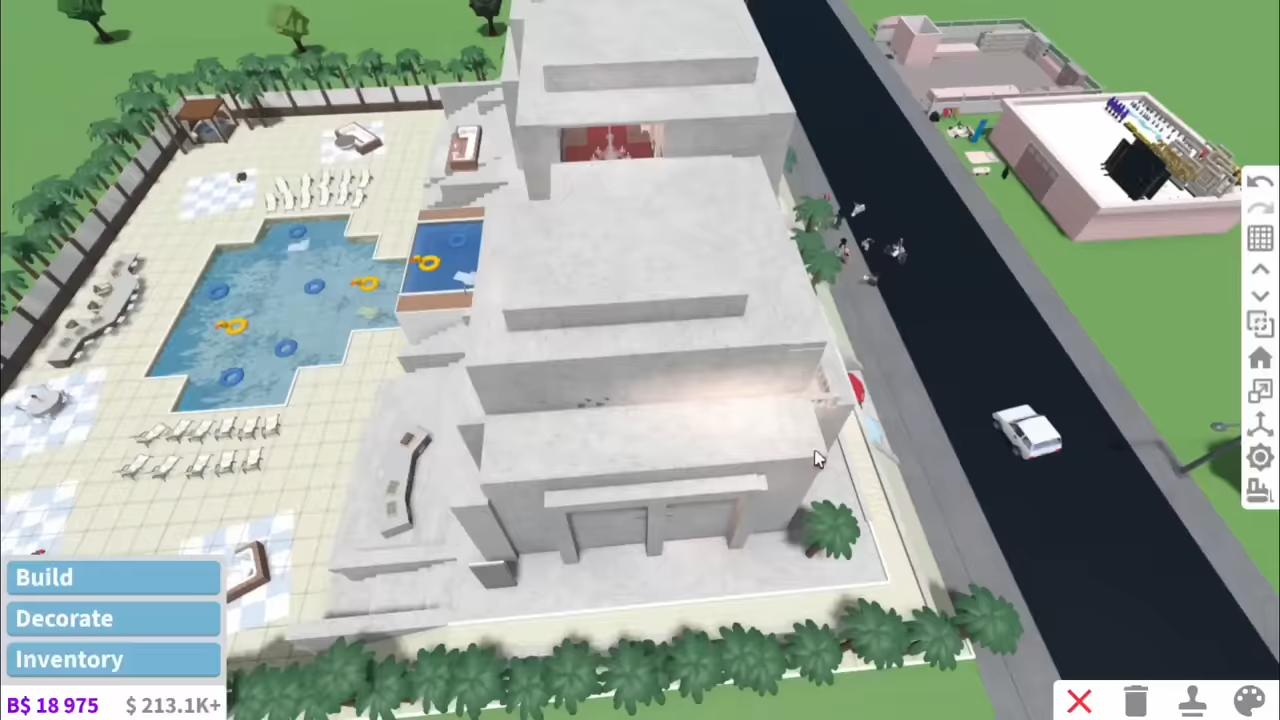 Build
Decorate
Inventory
B$ 18 975 $ 213.1K+